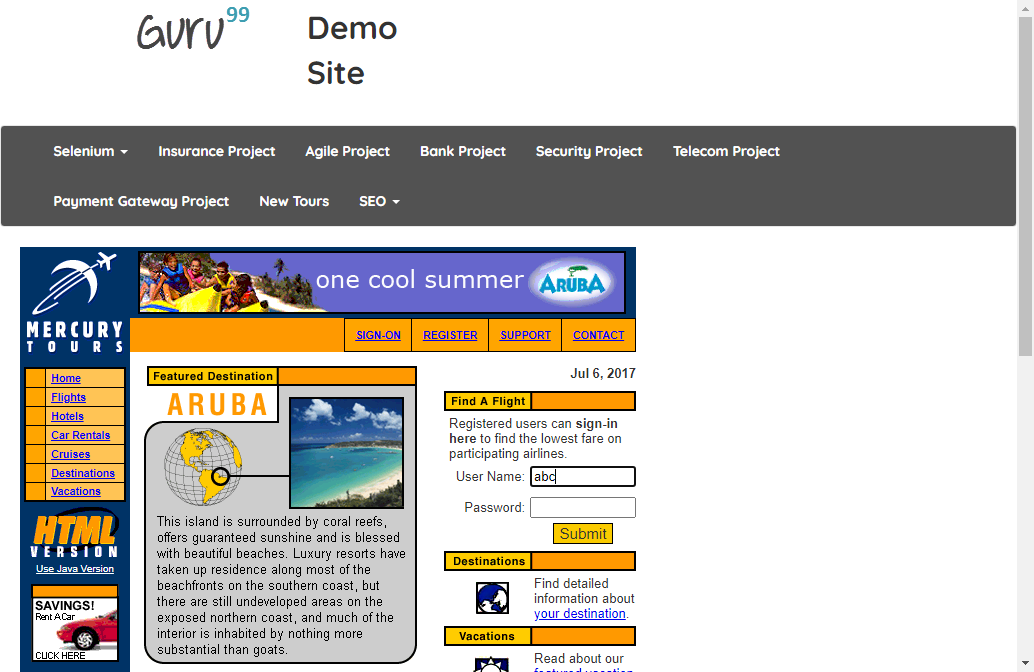 Guru99
Demo
Site
Selenium
Insurance Project
Agile Project
Bank Project
Security Project
Telecom Project
Payment Gateway Project
New Tours
SEO
one cool summer
ARUBA
MERCURY
TOURS
SIGN-ON
REGISTER
SUPPORT
CONTACT
Home
Flights
Hotels
Car Rentals
Cruises
Destinations
Vacations
HTML
VERSION
Use Java Version
SAVINGS!
Rent A Car
CLICK HERE
Featured Destination
ARUBA
This island is surrounded by coral reefs,
offers guaranteed sunshine and is blessed
with beautiful beaches. Luxury resorts have
taken up residence along most of the
beachfronts on the southern coast, but
there are still undeveloped areas on the
exposed northern coast, and much of the
interior is inhabited by nothing more
substantial than goats.
Jul 6, 2017
Find A Flight
Registered users can sign-in
here to find the lowest fare on
participating airlines.
User Name: abc
Password:
Submit
Destinations
Find detailed
information about
your destination.
Vacations
Read about our
featured vacation